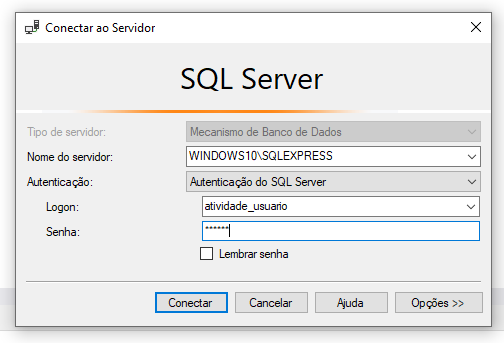 Conectar ao Servidor
SQL Server
Tipo de servidor: Mecanismo de Banco de Dados
Nome do servidor: WINDOWS10\SQLEXPRESS
Autenticação: Autenticação do SQL Server
Logon: atividade_usuario
Senha: ******
Lembrar senha
Conectar Cancelar Ajuda Opções >>